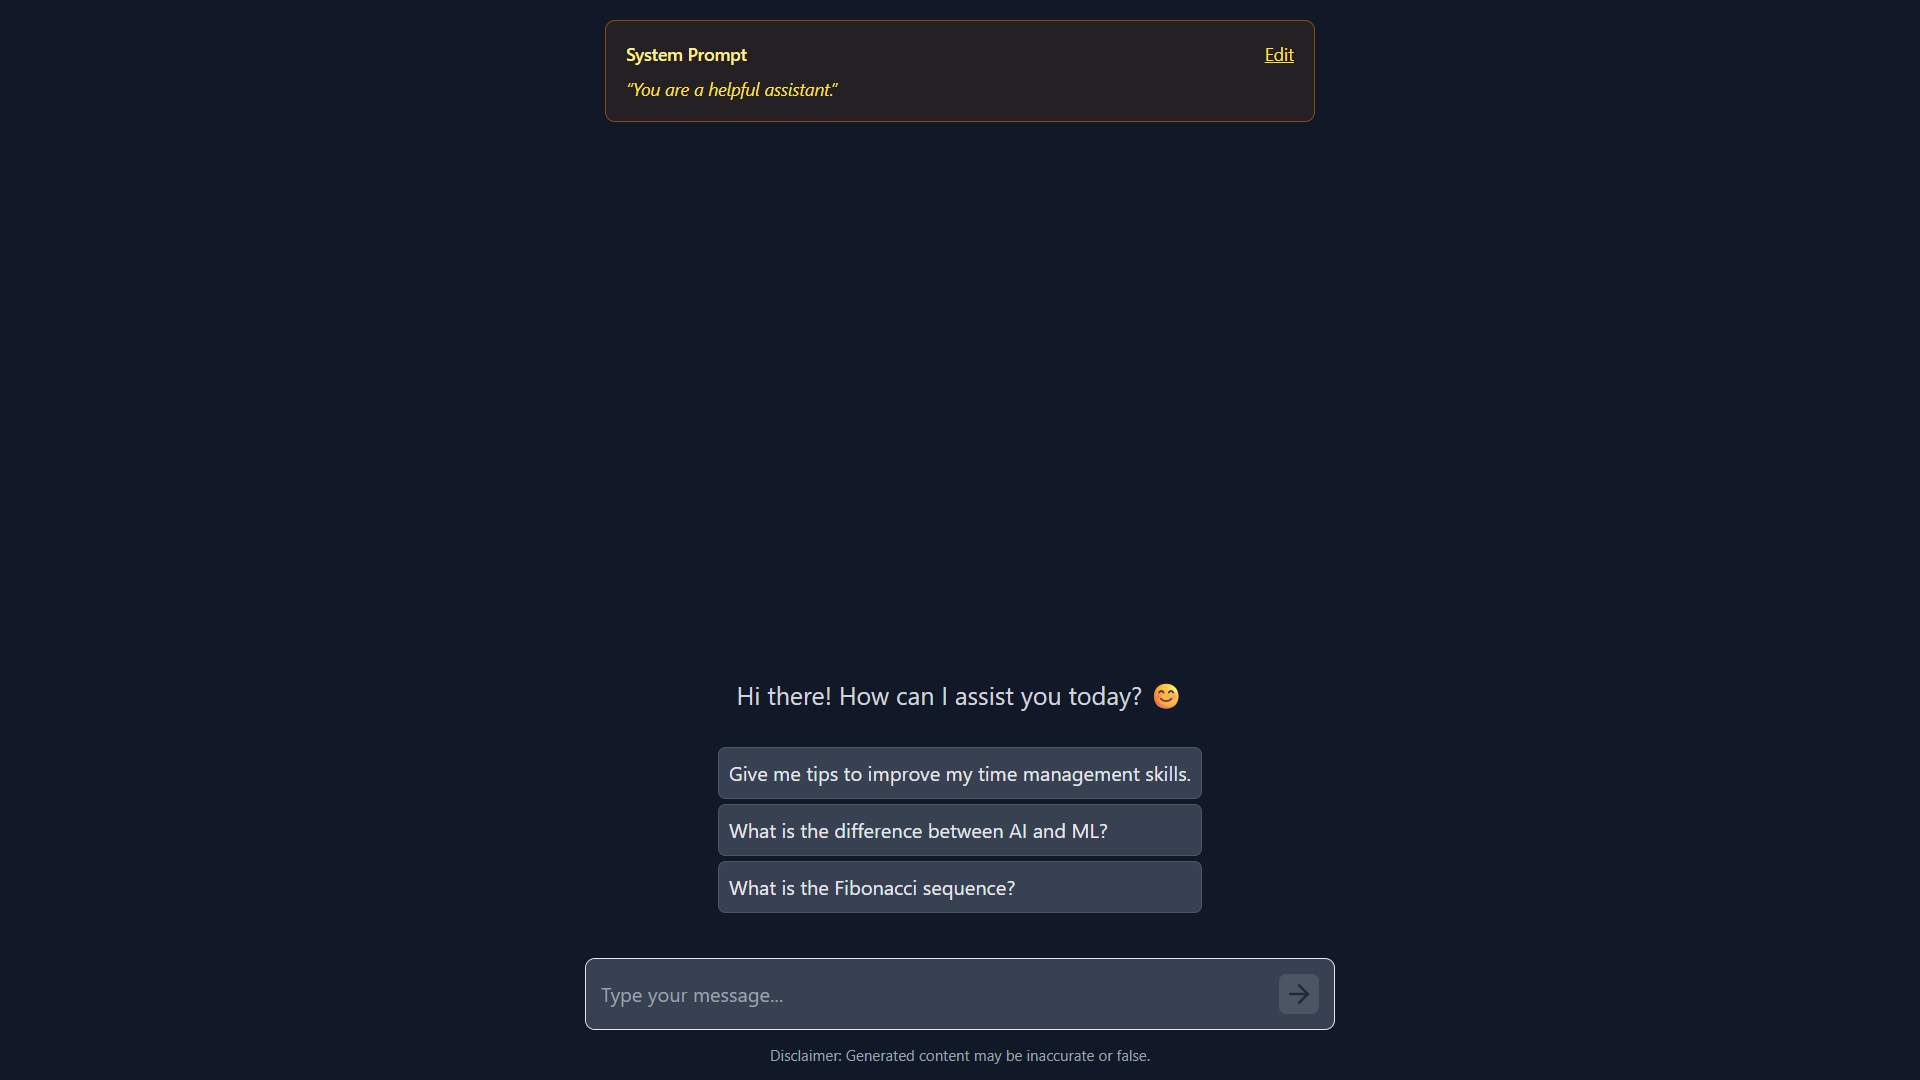 System Prompt
Edit
“You are a helpful assistant.”
Hi there! How can I assist you today? 😊
Give me tips to improve my time management skills.
What is the difference between AI and ML?
What is the Fibonacci sequence?
Type your message...
Disclaimer: Generated content may be inaccurate or false.